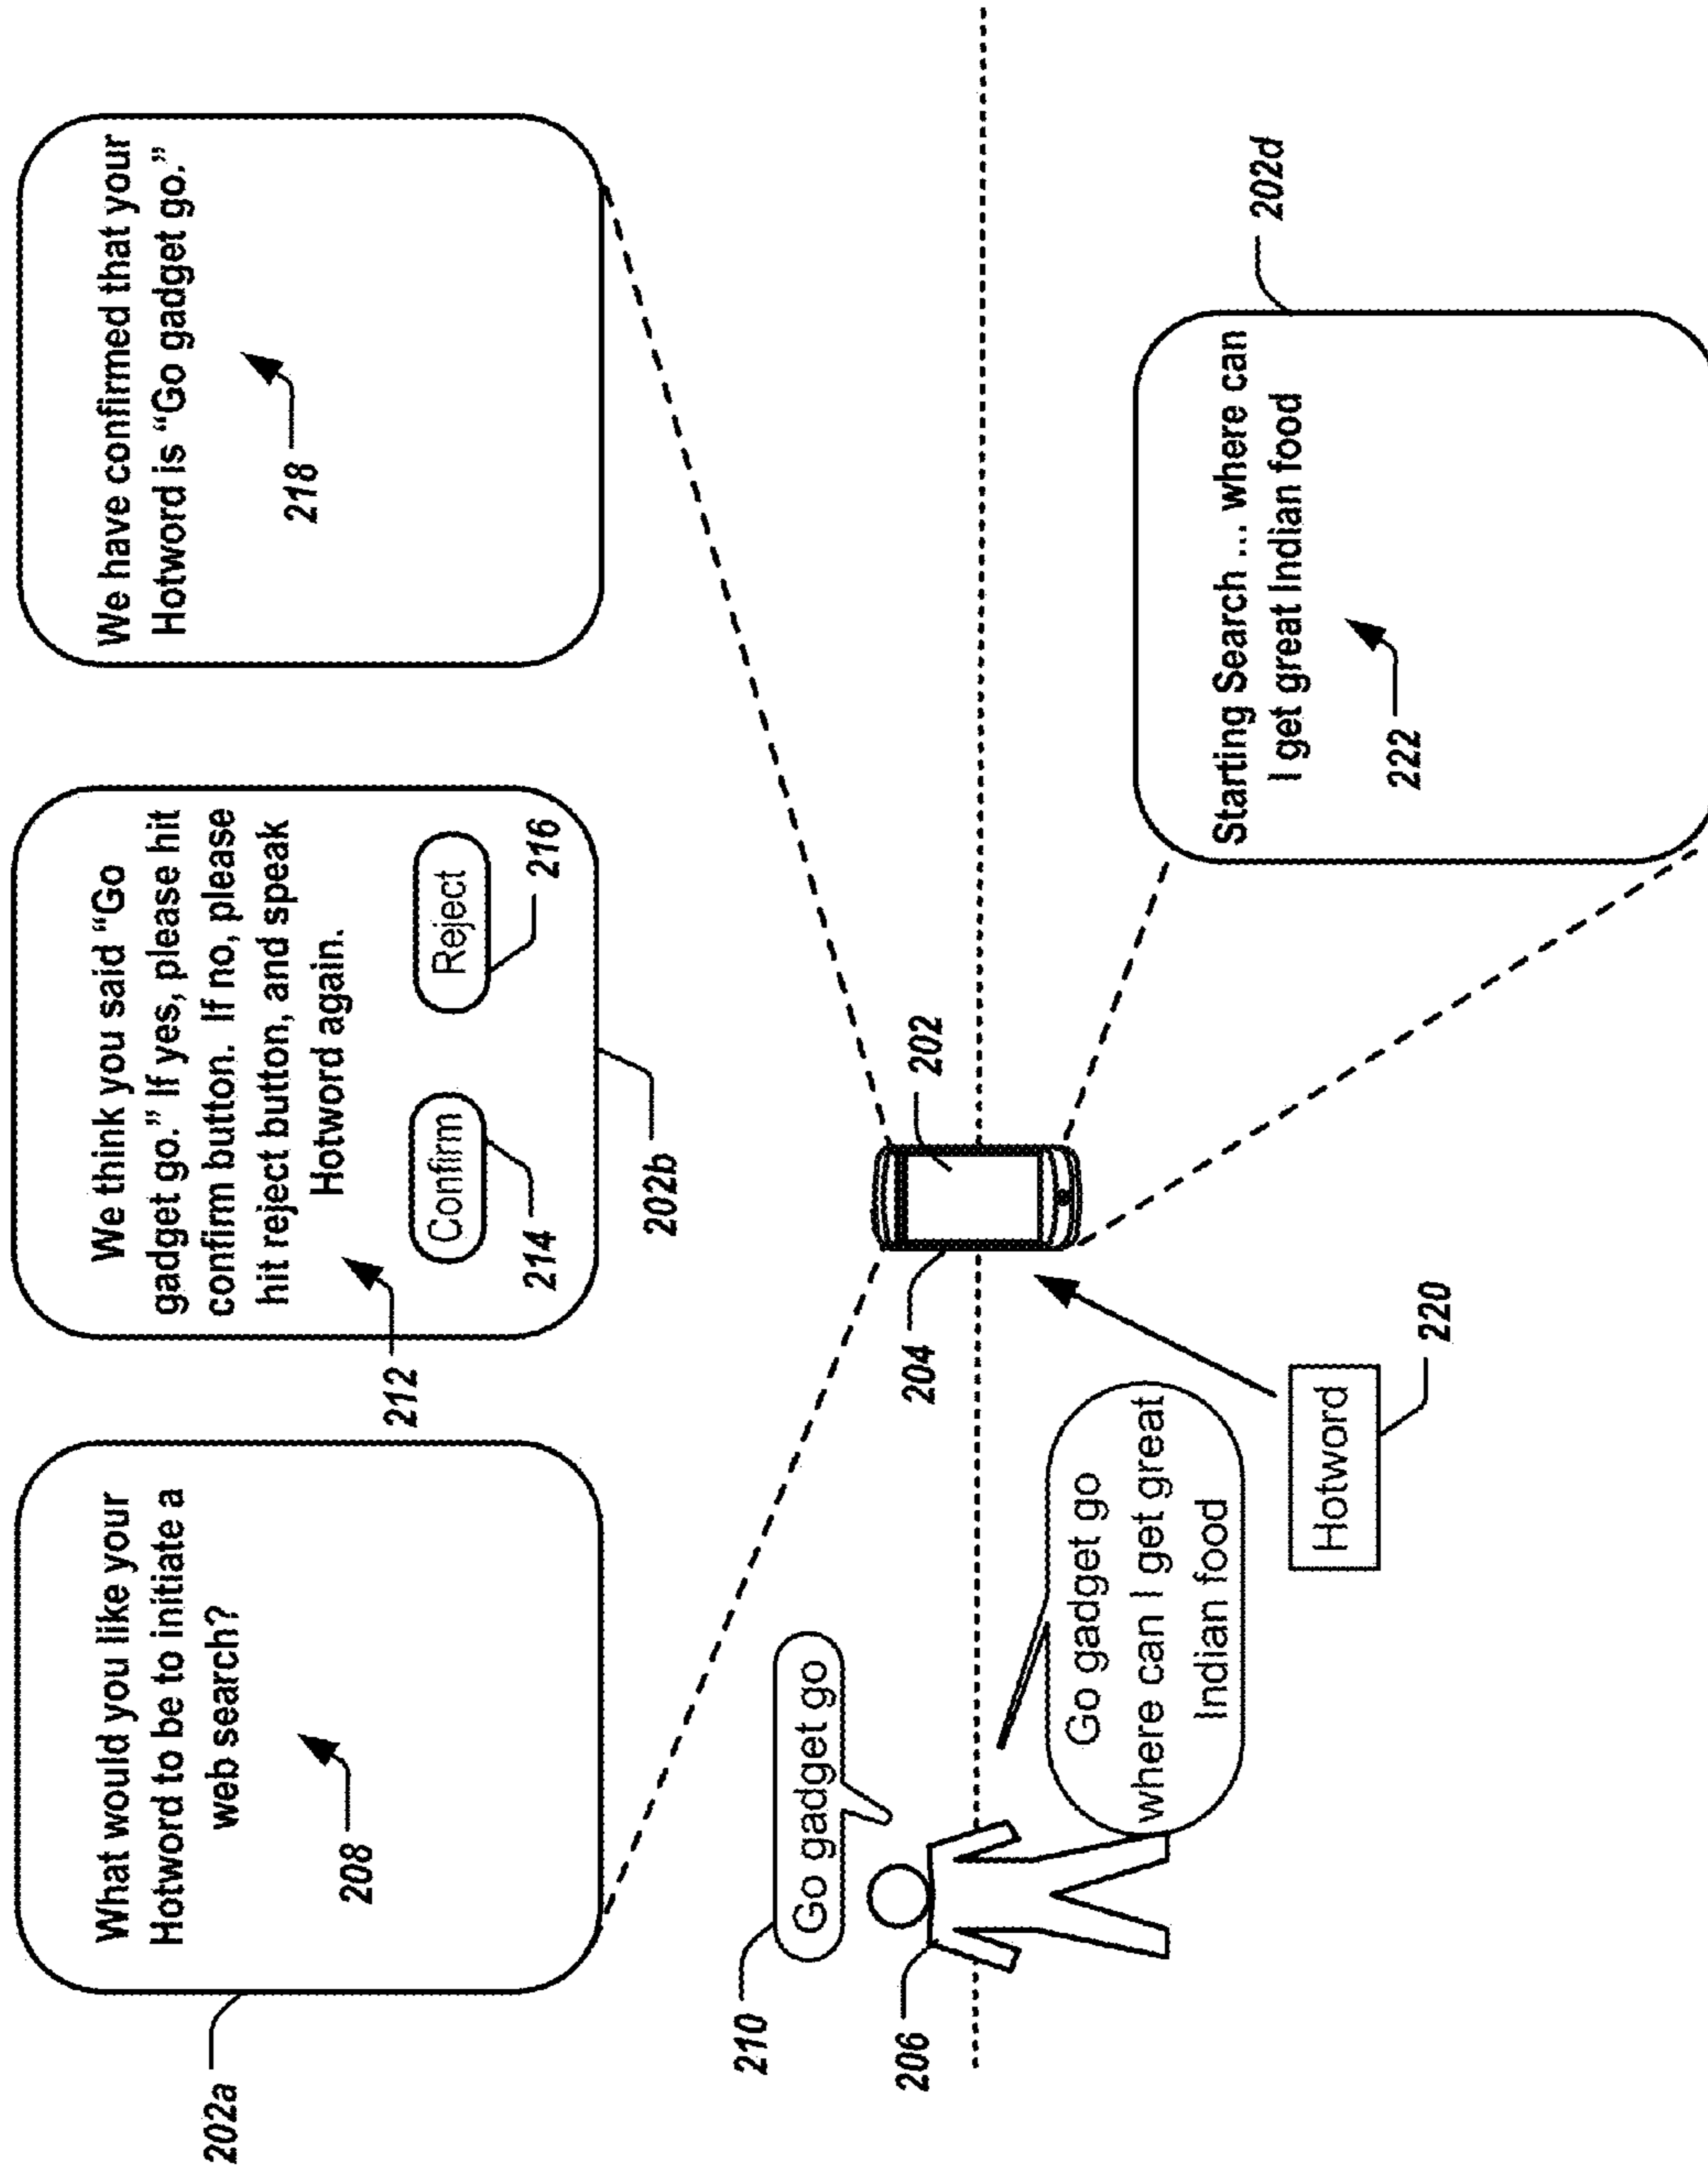 202a
What would you like your
Hotword to be to initiate a
web search?
208
We think you said “Go
gadget go.” If yes, please hit
confirm button. If no, please
hit reject button, and speak
Hotword again.
212
Confirm
Reject
214
216
202b
We have confirmed that your
Hotword is “Go gadget go.”
218
210
Go gadget go
206
204
202
Go gadget go
where can I get great
Indian food
Hotword
220
Starting Search ... where can
I get great Indian food
222
202d